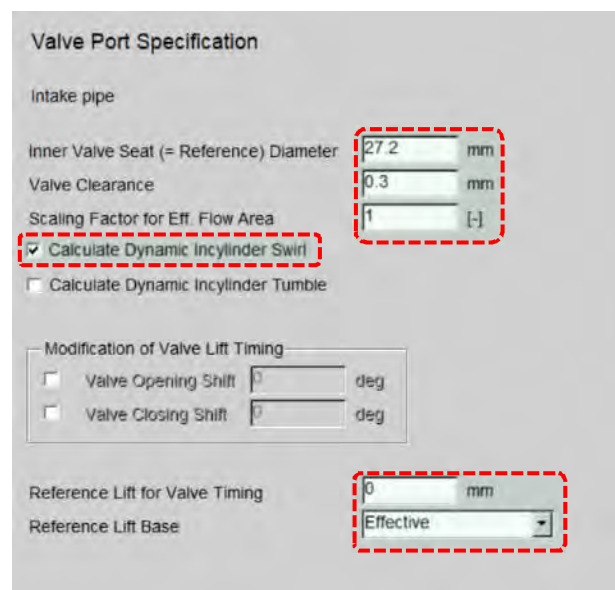 Valve Port Specification
Intake pipe
Inner Valve Seat (= Reference) Diameter 27.2 mm
Valve Clearance 0.3 mm
Scaling Factor for Eff. Flow Area 1 [-]
Calculate Dynamic Incylinder Swirl
Calculate Dynamic Incylinder Tumble
Modification of Valve Lift Timing
Valve Opening Shift 0 deg
Valve Closing Shift 0 deg
Reference Lift for Valve Timing 0 mm
Reference Lift Base Effective